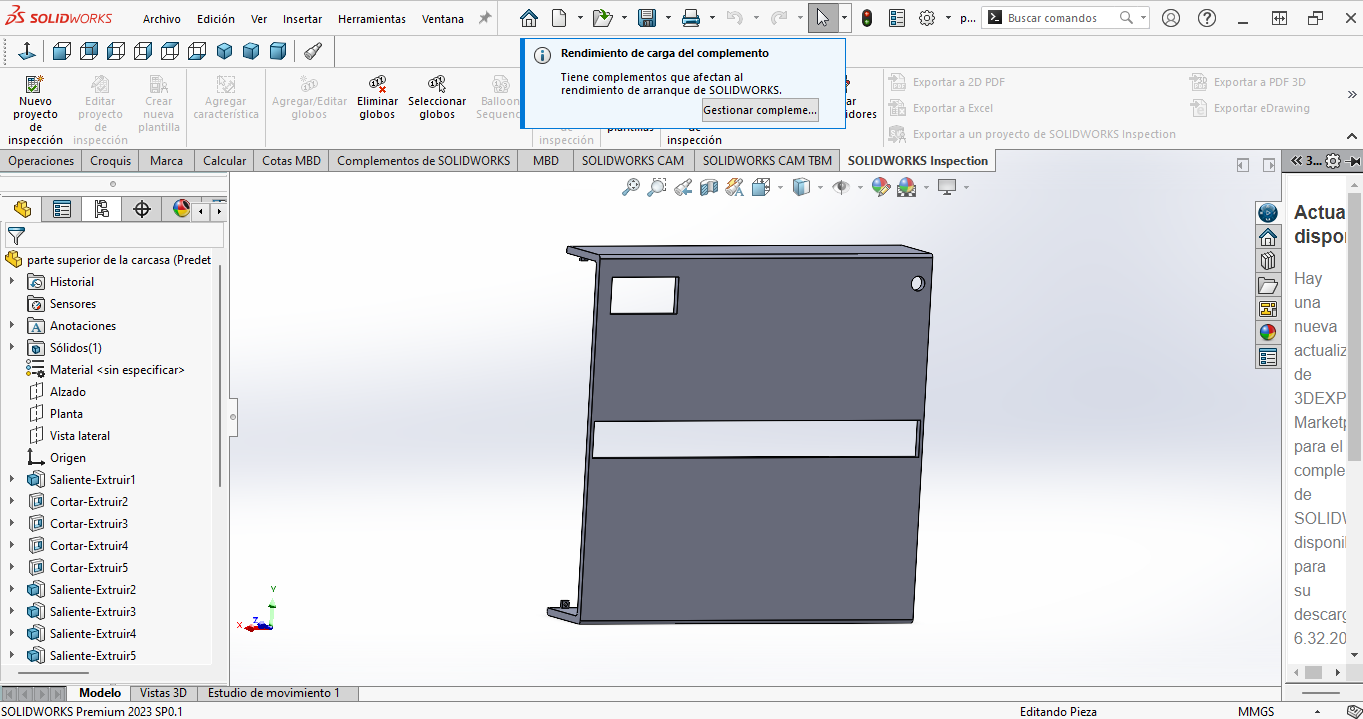 SOLIDWORKS
Archivo Edición Ver Insertar Herramientas Ventana
p...
Buscar comandos
Rendimiento de carga del complemento
Tiene complementos que afectan al
rendimiento de arranque de SOLIDWORKS.
Gestionar compleme...
Nuevo
proyecto
de
inspección
Editar
proyecto
de
inspección
Crear
nueva
plantilla
Agregar
característica
Agregar/Editar
globos
Eliminar
globos
Seleccionar
globos
Balloon
Sequenc
de
inspección
plantillas
de
inspección
ar
idores
Exportar a 2D PDF
Exportar a Excel
Exportar a un proyecto de SOLIDWORKS Inspection
Exportar a PDF 3D
Exportar eDrawing
Operaciones Croquis Marca Calcular Cotas MBD Complementos de SOLIDWORKS MBD SOLIDWORKS CAM SOLIDWORKS CAM TBM SOLIDWORKS Inspection
3...
parte superior de la carcasa (Predet
Historial
Sensores
Anotaciones
Sólidos(1)
Material <sin especificar>
Alzado
Planta
Vista lateral
Origen
Saliente-Extruir1
Cortar-Extruir2
Cortar-Extruir3
Cortar-Extruir4
Cortar-Extruir5
Saliente-Extruir2
Saliente-Extruir3
Saliente-Extruir4
Saliente-Extruir5
Y
Z
X
Actua
dispo
Hay
una
nueva
actualiz
de
3DEXP
Marketp
para el
comple
de
SOLIDW
disponil
para
su
descarg
6.32.20
Modelo Vistas 3D Estudio de movimiento 1
SOLIDWORKS Premium 2023 SP0.1
Editando Pieza
MMGS